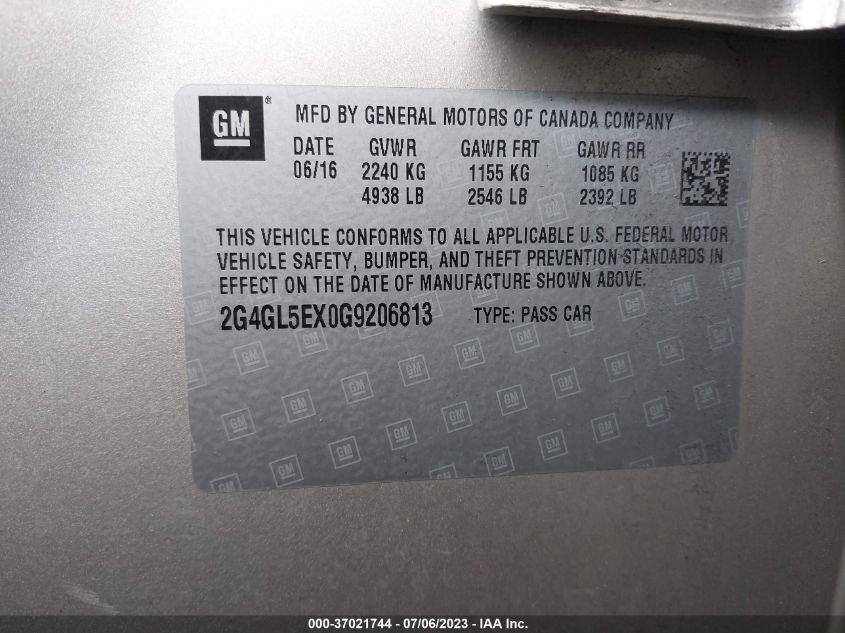 GM ®
MFD BY GENERAL MOTORS OF CANADA COMPANY
DATE GVWR GAWR FRT GAWR RR
06/16 2240 KG 1155 KG 1085 KG
4938 LB 2546 LB 2392 LB
THIS VEHICLE CONFORMS TO ALL APPLICABLE U.S. FEDERAL MOTOR
VEHICLE SAFETY, BUMPER, AND THEFT PREVENTION STANDARDS IN
EFFECT ON THE DATE OF MANUFACTURE SHOWN ABOVE.
2G4GL5EX0G9206813 TYPE: PASS CAR
000-37021744 - 07/06/2023 - IAA Inc.